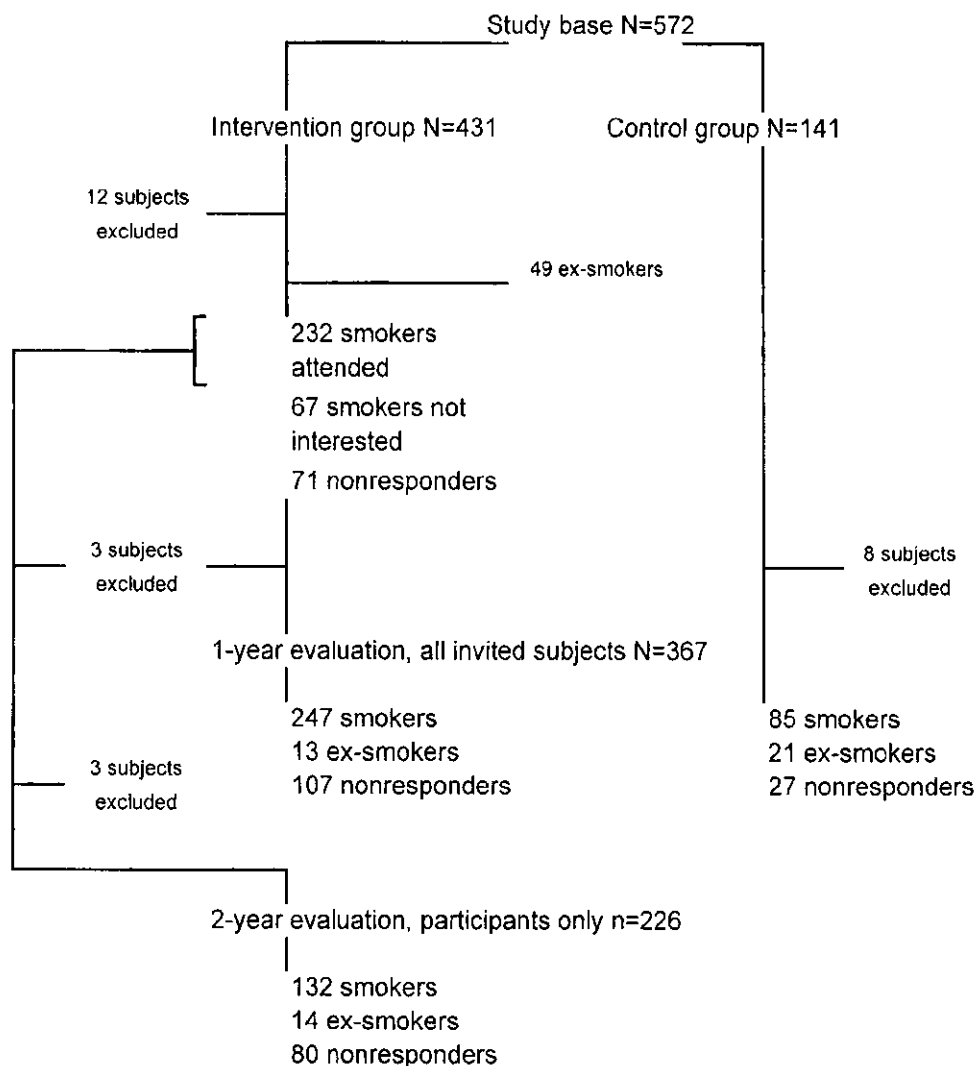 Study base N=572
Intervention group N=431
Control group N=141
12 subjects
excluded
49 ex-smokers
232 smokers
attended
67 smokers not
interested
71 nonresponders
3 subjects
excluded
8 subjects
excluded
1-year evaluation, all invited subjects N=367
247 smokers
13 ex-smokers
107 nonresponders
85 smokers
21 ex-smokers
27 nonresponders
3 subjects
excluded
2-year evaluation, participants only n=226
132 smokers
14 ex-smokers
80 nonresponders